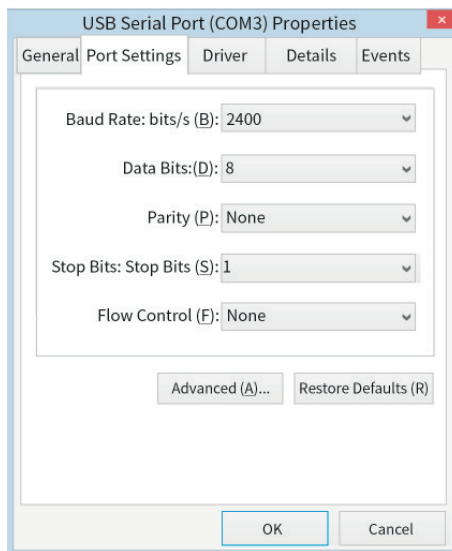 USB Serial Port (COM3) Properties
General Port Settings Driver Details Events
Baud Rate: bits/s (B): 2400
Data Bits:(D): 8
Parity (P): None
Stop Bits: Stop Bits (S): 1
Flow Control (F): None
Advanced (A)... Restore Defaults (R)
OK Cancel